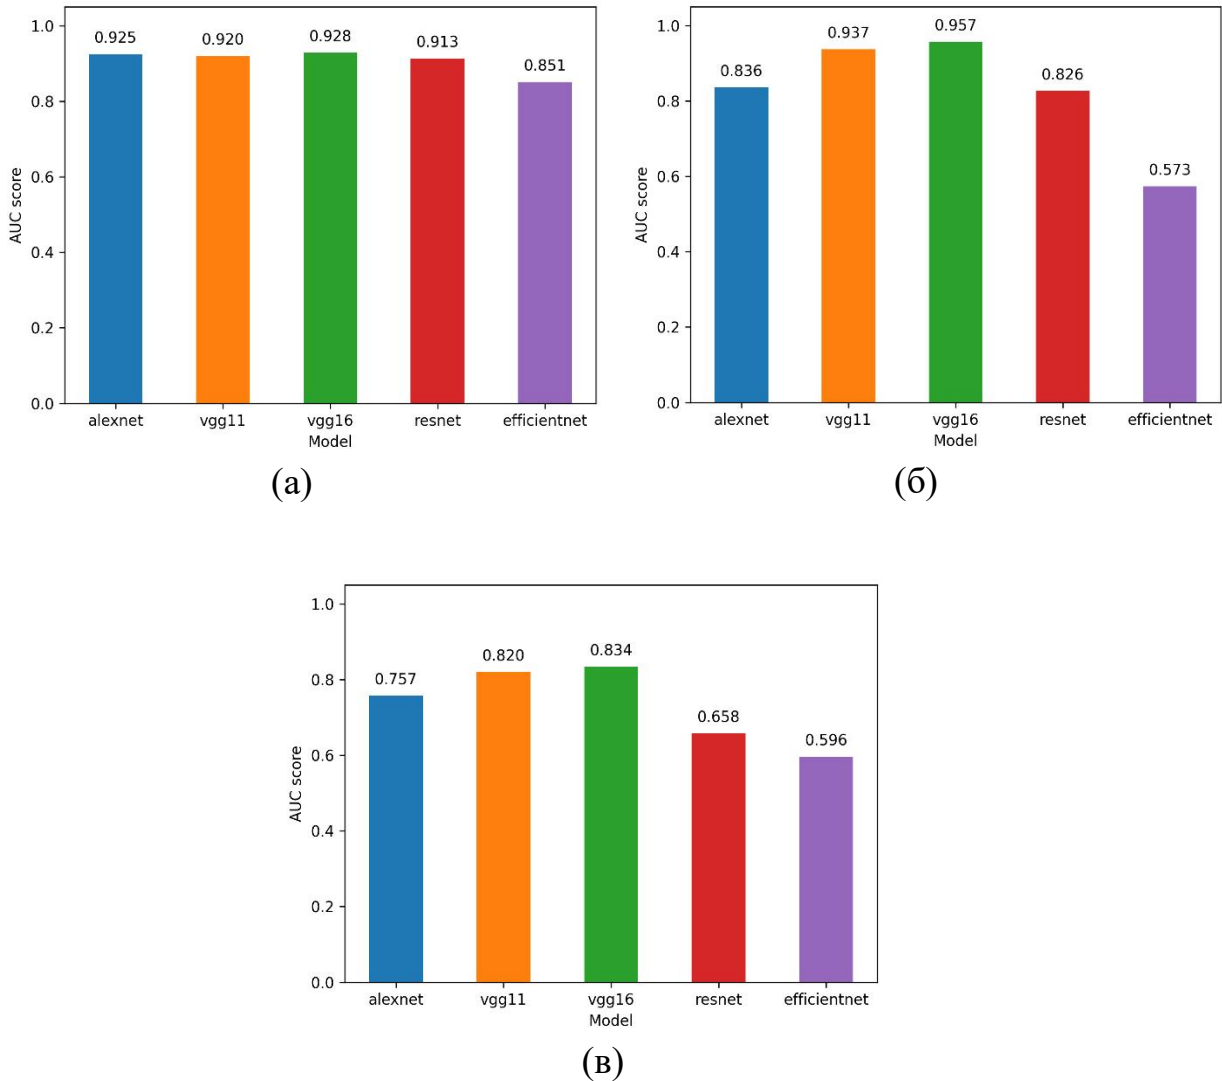 1.0
0.8
0.6
0.4
0.2
0.0
AUC score
0.925
0.920
0.928
0.913
0.851
alexnet vgg11 vgg16 resnet efficientnet
Model
(а)
1.0
0.8
0.6
0.4
0.2
0.0
AUC score
0.836
0.937
0.957
0.826
0.573
alexnet vgg11 vgg16 resnet efficientnet
Model
(б)
1.0
0.8
0.6
0.4
0.2
0.0
AUC score
0.757
0.820
0.834
0.658
0.596
alexnet vgg11 vgg16 resnet efficientnet
Model
(в)